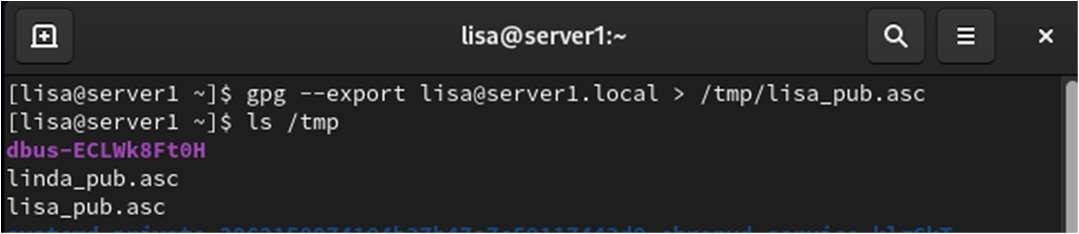 lisa@server1:~
[lisa@server1 ~]$ gpg --export lisa@server1.local > /tmp/lisa_pub.asc
[lisa@server1 ~]$ ls /tmp
dbus-ECLWk8Ft0H
linda_pub.asc
lisa_pub.asc